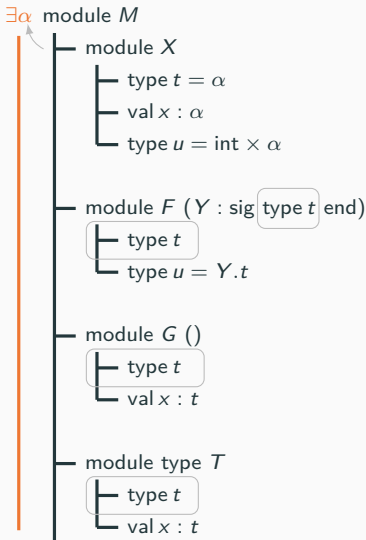 ∃α module M
module X
type t = α
val x : α
type u = int × α
module F (Y : sig type t end)
type t
type u = Y.t
module G ()
type t
val x : t
module type T
type t
val x : t